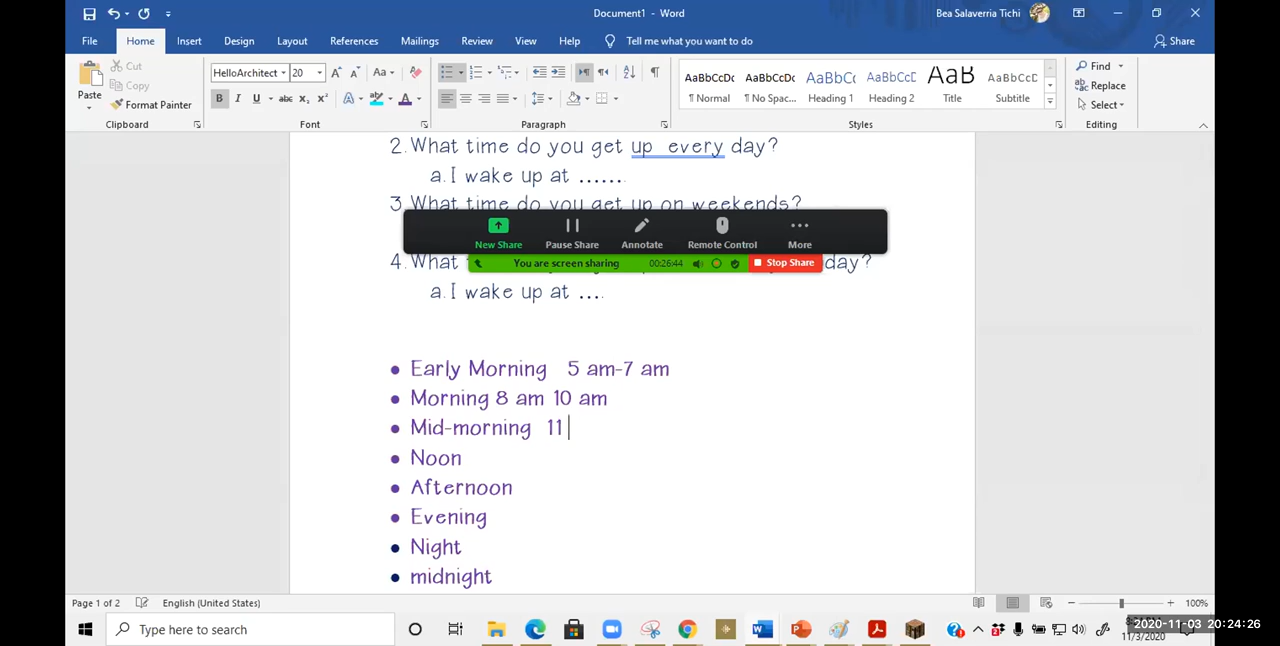 Document1 - Word
Bea Salaverria Tichi
File Home Insert Design Layout References Mailings Review View Help Tell me what you want to do Share
Paste
Cut
Copy
Format Painter
HelloArchitect 20
Clipboard Font Paragraph Styles Editing
AaBbCcDc AaBbCcDc AaBbC( AaBbCcD AaB AaBbCcD
¶ Normal ¶ No Spac... Heading 1 Heading 2 Title Subtitle
Find
Replace
Select
2. What time do you get up every day?
a. I wake up at ......
3. What time do you get up on weekends?
New Share Pause Share Annotate Remote Control More
You are screen sharing 00:26:44 Stop Share
4. What day?
a. I wake up at ....
• Early Morning 5 am-7 am
• Morning 8 am 10 am
• Mid-morning 11
• Noon
• Afternoon
• Evening
• Night
• midnight
Page 1 of 2 English (United States) 100%
Type here to search
2020-11-03 20:24:26
11/3/2020